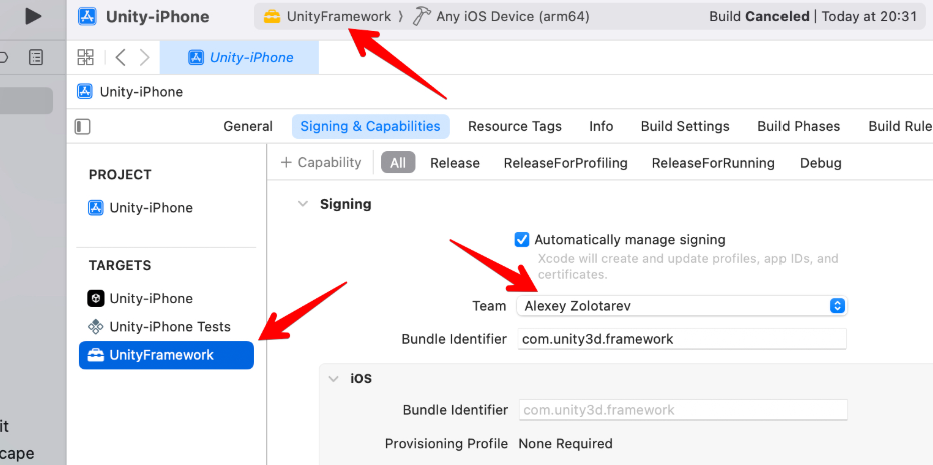 Unity-iPhone
UnityFramework 〉 Any iOS Device (arm64)
Build Canceled | Today at 20:31
Unity-iPhone
Unity-iPhone
General
Signing & Capabilities
Resource Tags
Info
Build Settings
Build Phases
Build Rule
PROJECT
Unity-iPhone
TARGETS
Unity-iPhone
Unity-iPhone Tests
UnityFramework
+ Capability
All
Release
ReleaseForProfiling
ReleaseForRunning
Debug
Signing
Automatically manage signing
Xcode will create and update profiles, app IDs, and
certificates.
Team Alexey Zolotarev
Bundle Identifier com.unity3d.framework
iOS
Bundle Identifier com.unity3d.framework
Provisioning Profile None Required
it
cape